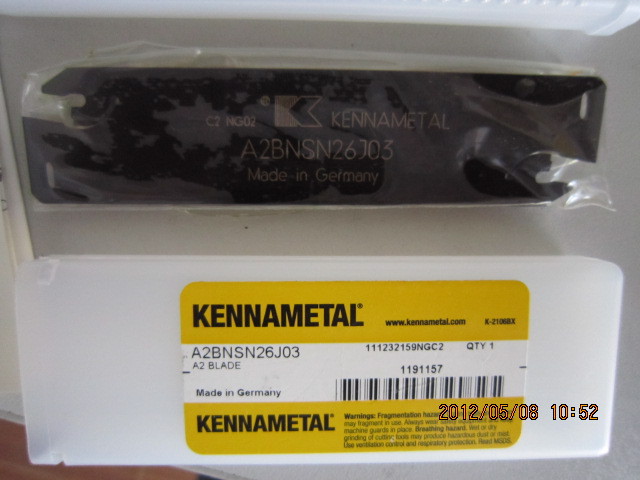 C2 NG02 ® KENNAMETAL
A2BNSN26J03
Made in Germany
KENNAMETAL® www.kennametal.com K-2106BX
A2BNSN26J03 111232159NGC2 QTY 1
A2 BLADE
1191157
Made in Germany
KENNAMETAL
Warnings: Fragmentation
may fragment in use. Always wear safety equipment and
machine guards in place. Breathing hazard. Wet or dry
grinding of cutting tools may produce hazardous dust or mist.
Use ventilation control and respiratory protection. Read MSDS.
2012/05/08 10:52